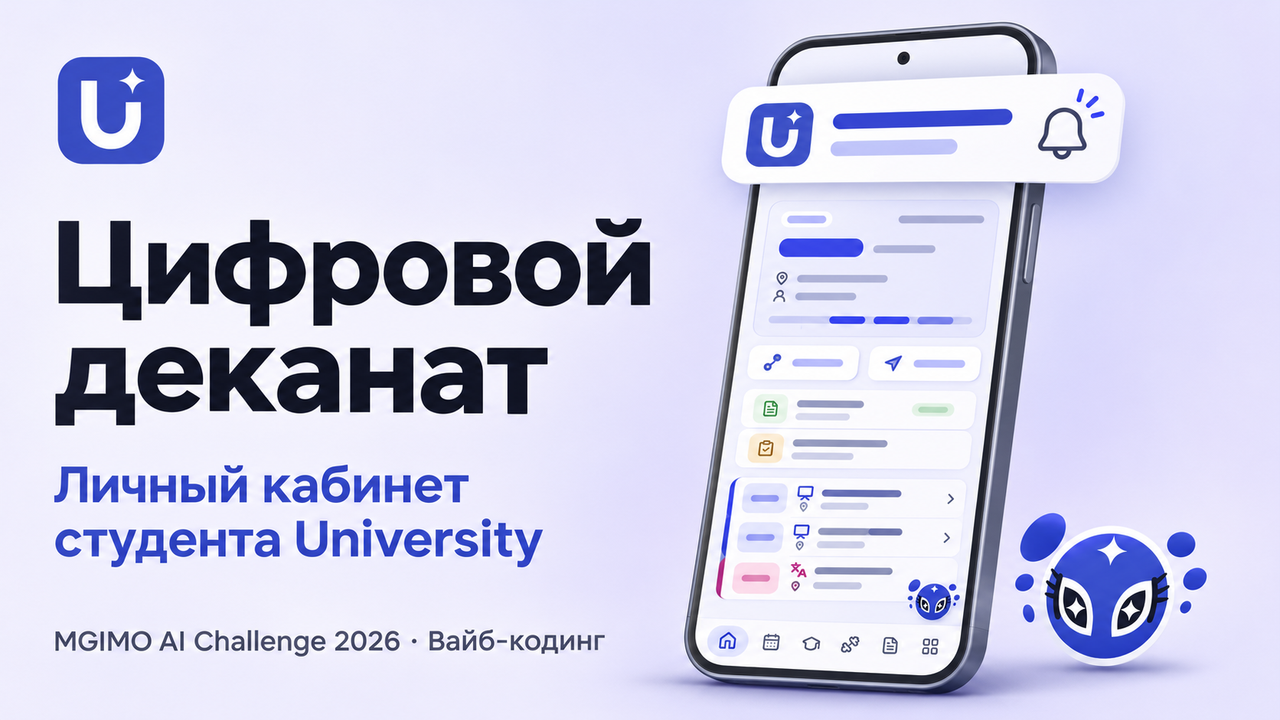 U
Цифровой
деканат
Личный кабинет
студента University
MGIMO AI Challenge 2026 · Вайб-кодинг
U